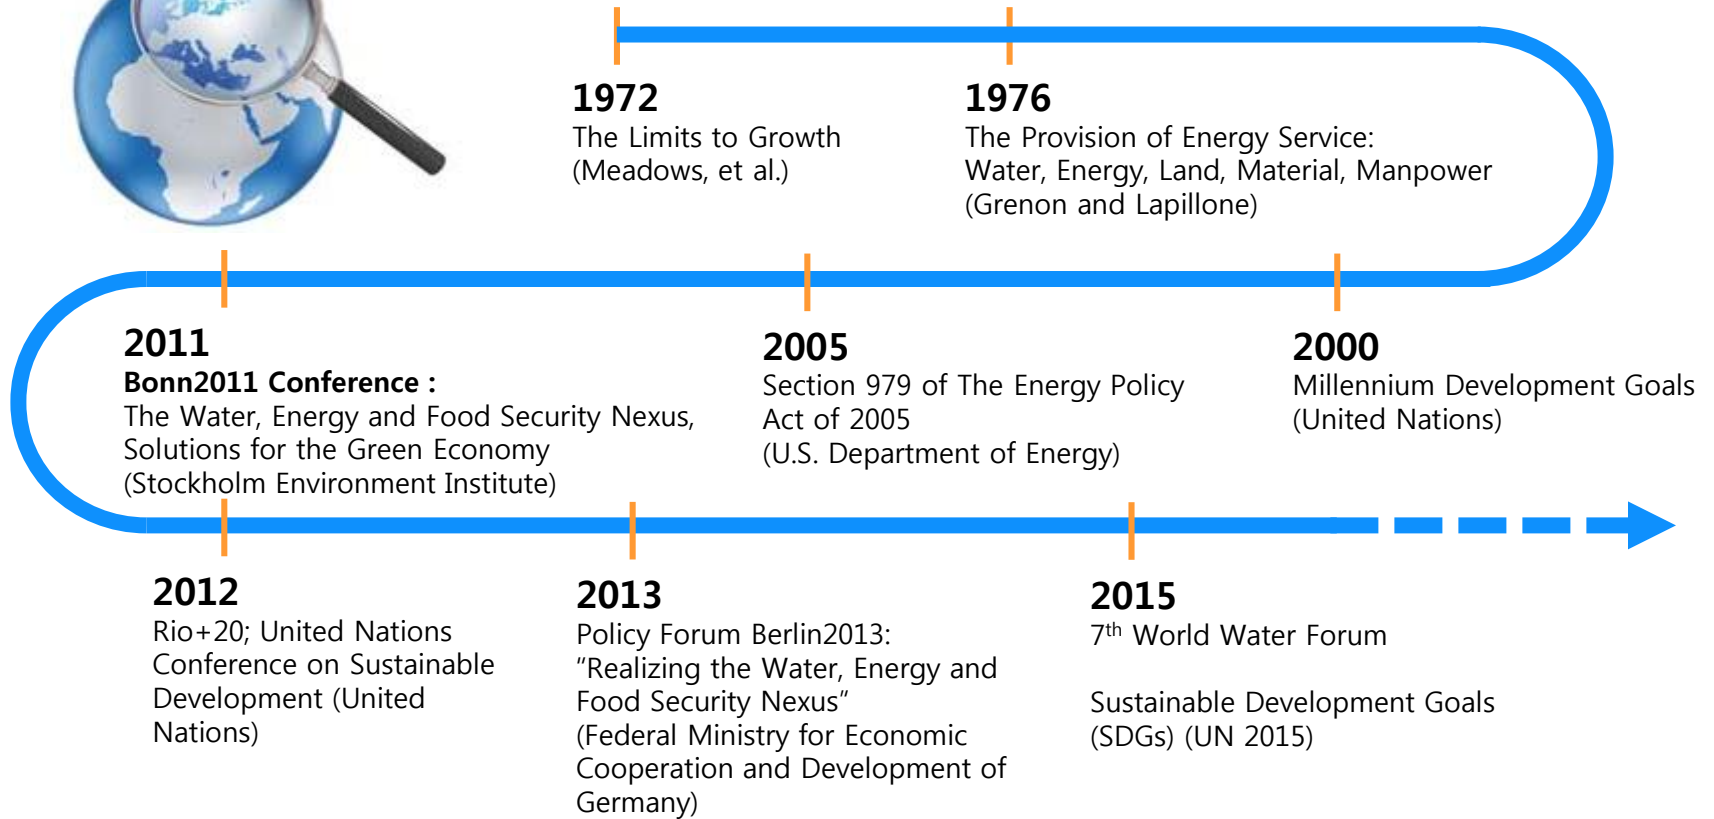 1972
The Limits to Growth
(Meadows, et al.)
1976
The Provision of Energy Service:
Water, Energy, Land, Material, Manpower
(Grenon and Lapillone)
2011
Bonn2011 Conference :
The Water, Energy and Food Security Nexus,
Solutions for the Green Economy
(Stockholm Environment Institute)
2005
Section 979 of The Energy Policy
Act of 2005
(U.S. Department of Energy)
2000
Millennium Development Goals
(United Nations)
2012
Rio+20; United Nations
Conference on Sustainable
Development (United
Nations)
2013
Policy Forum Berlin2013:
“Realizing the Water, Energy and
Food Security Nexus“
(Federal Ministry for Economic
Cooperation and Development of
Germany)
2015
7th World Water Forum
Sustainable Development Goals
(SDGs) (UN 2015)